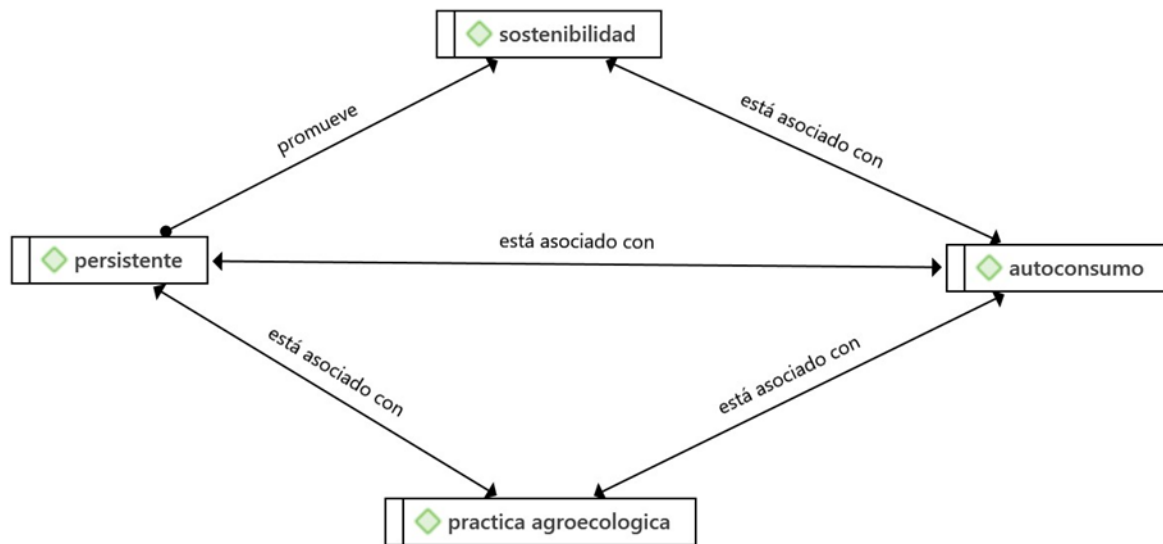 sostenibilidad
promueve
está asociado con
persistente
está asociado con
autoconsumo
está asociado con
está asociado con
practica agroecologica